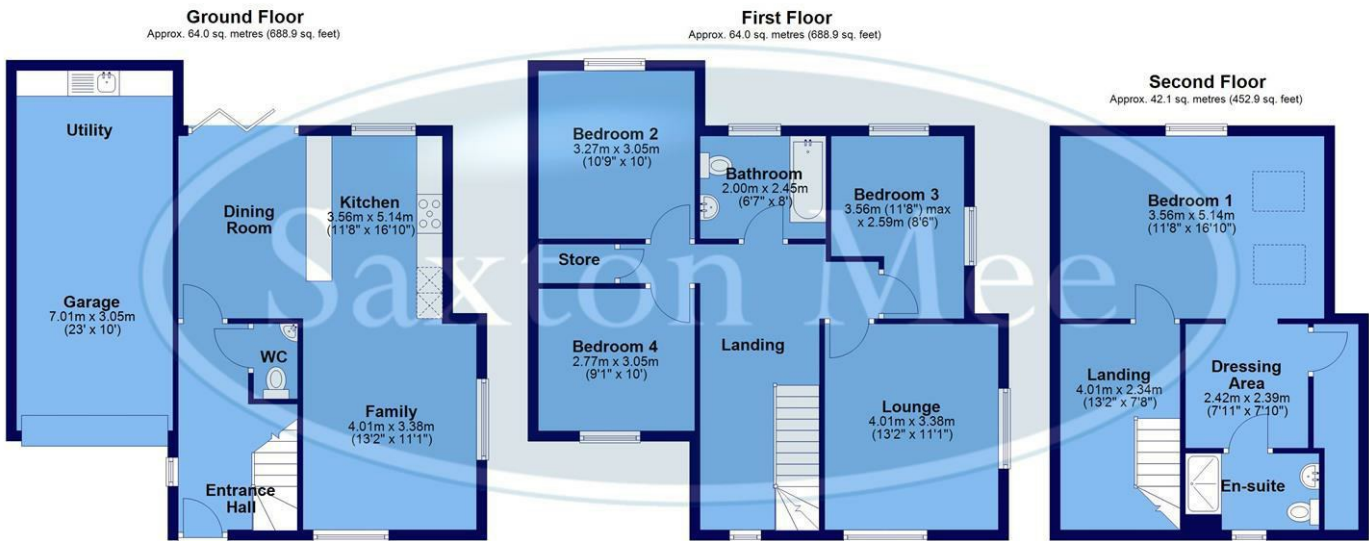 Ground Floor
Approx. 64.0 sq. metres (688.9 sq. feet)
Utility
Dining
Room
Kitchen
3.56m x 5.14m
(11'8" x 16'10")
Garage
7.01m x 3.05m
(23' x 10')
WC
Family
4.01m x 3.38m
(13'2" x 11'1")
Entrance
Hall
First Floor
Approx. 64.0 sq. metres (688.9 sq. feet)
Bedroom 2
3.27m x 3.05m
(10'9" x 10')
Bathroom
2.00m x 2.45m
(6'7" x 8')
Bedroom 3
3.56m (11'8") max
x 2.59m (8'6")
Store
Bedroom 4
2.77m x 3.05m
(9'1" x 10')
Landing
Lounge
4.01m x 3.38m
(13'2" x 11'1")
Second Floor
Approx. 42.1 sq. metres (452.9 sq. feet)
Bedroom 1
3.56m x 5.14m
(11'8" x 16'10")
Landing
4.01m x 2.34m
(13'2" x 7'8")
Dressing
Area
2.42m x 2.39m
(7'11" x 7'10")
En-suite
Saxton Mee